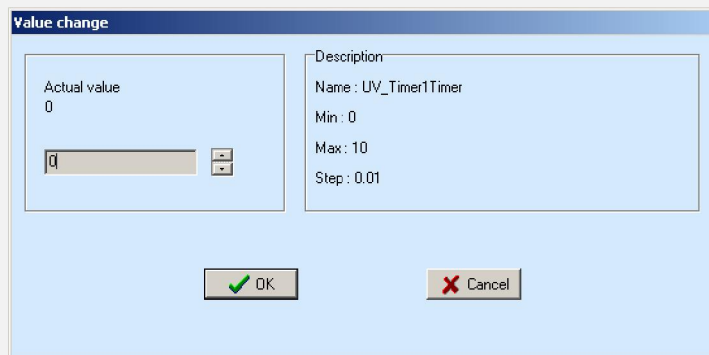 Value change
Actual value
0
0
Description
Name : UV_Timer1Timer
Min : 0
Max : 10
Step : 0.01
OK
Cancel